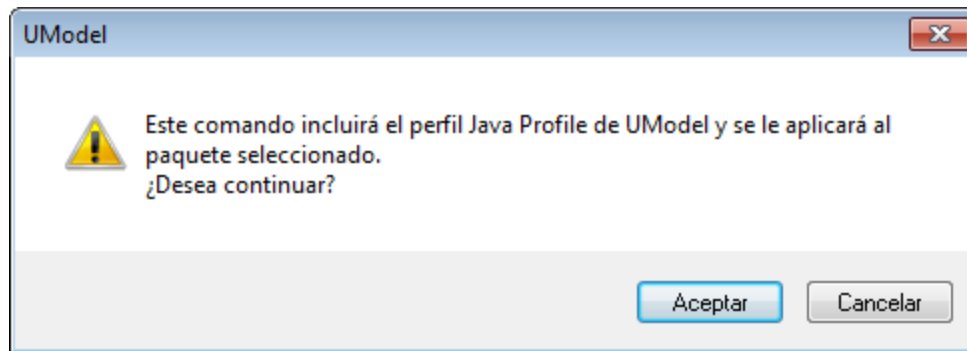 UModel
Este comando incluirá el perfil Java Profile de UModel y se le aplicará al
paquete seleccionado.
¿Desea continuar?
Aceptar
Cancelar